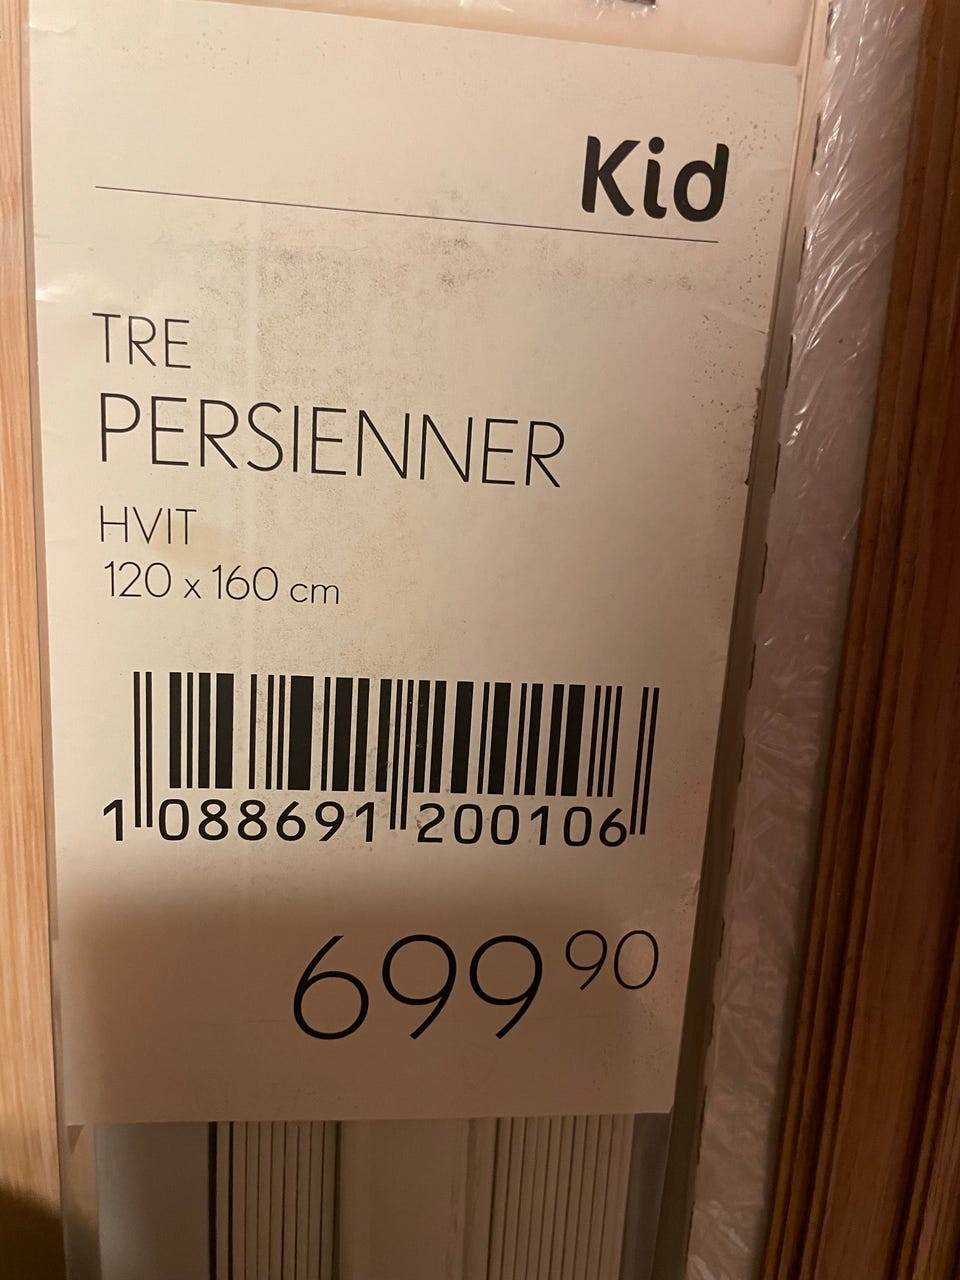 Kid
TRE
PERSIENNER
HVIT
120 x 160 cm
1 088691 200106
699 90